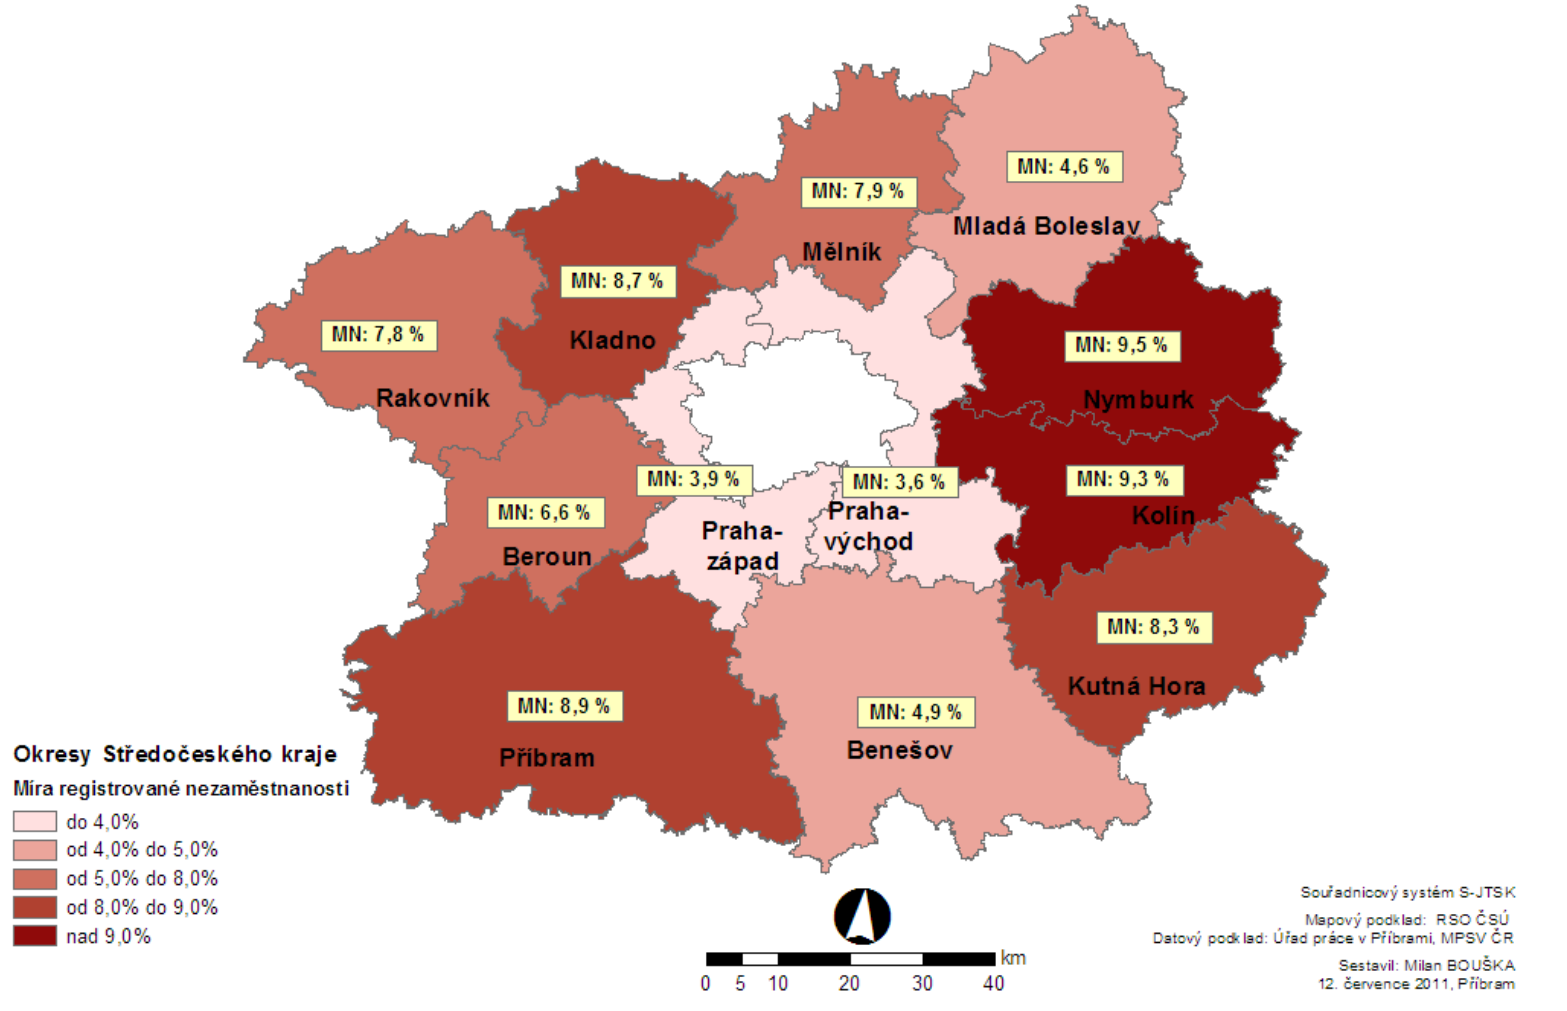 MN: 4,6 %
Mladá Boleslav
MN: 7,9 %
Mělník
MN: 8,7 %
Kladno
MN: 7,8 %
Rakovník
MN: 9,5 %
Nymburk
MN: 9,3 %
Kolín
MN: 3,9 %
Praha-
západ
MN: 3,6 %
Praha-
východ
MN: 6,6 %
Beroun
MN: 8,3 %
Kutná Hora
MN: 8,9 %
Příbram
MN: 4,9 %
Benešov
Okresy Středočeského kraje
Míra registrované nezaměstnanosti
do 4,0%
od 4,0% do 5,0%
od 5,0% do 8,0%
od 8,0% do 9,0%
nad 9,0%
km
0 5 10 20 30 40
Souřadnicový systém S-JTSK
Mapový podklad: RSO ČSÚ
Datový podklad: Úřad práce v Příbrami, MPSV ČR
Sestavil: Milan BOUŠKA
12. července 2011, Příbram